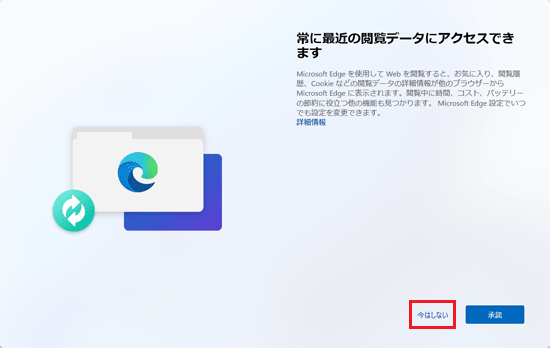 常に最近の閲覧データにアクセスでき
ます
Microsoft Edge を使用して Web を閲覧すると、お気に入り、閲覧履
歴、Cookie などの閲覧データの詳細情報が他のブラウザーから
Microsoft Edge に表示されます。閲覧中に時間、コスト、バッテリー
の節約に役立つ他の機能も見つかります。 Microsoft Edge 設定でいつ
でも設定を変更できます。
詳細情報
今はしない
承諾